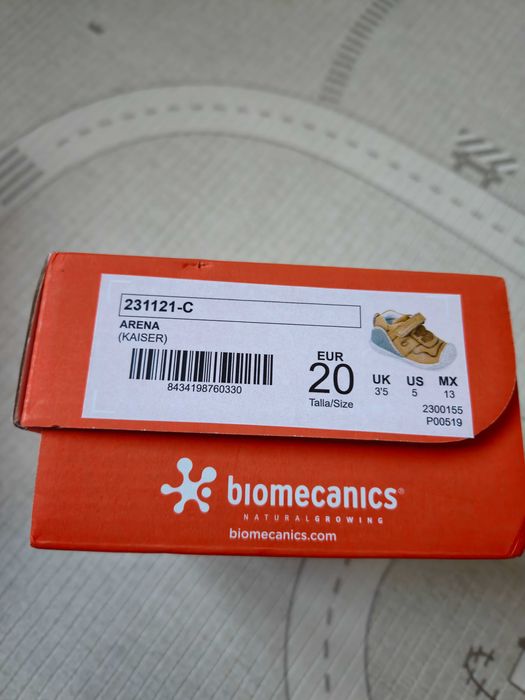 231121-C
ARENA
(KAISER)
8434198760330
EUR
20
Talla/Size
UK US MX
3'5 5 13
2300155
P00519
biomecanics®
NATURALGROWING
biomecanics.com